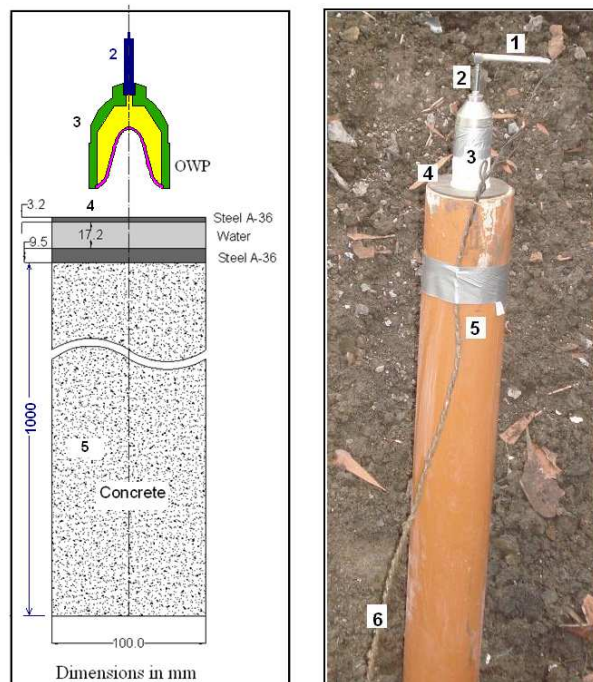 2
3
OWP
4
3.2
Steel A-36
17.2
Water
9.5
Steel A-36
1000
5
Concrete
100.0
Dimensions in mm
1
2
3
4
5
6